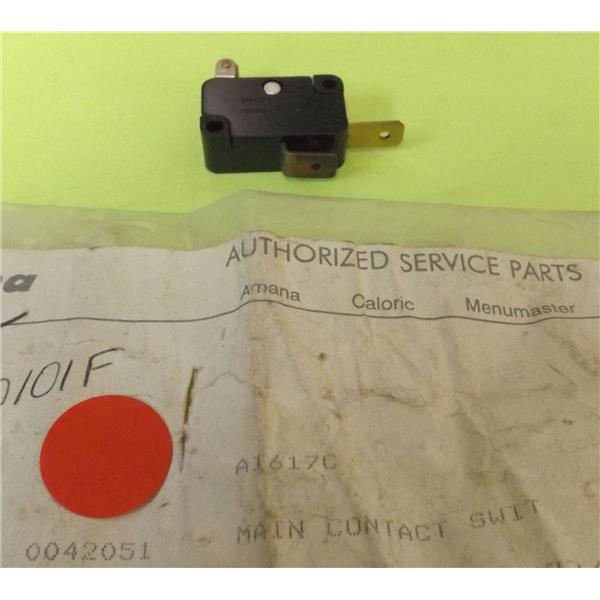 AUTHORIZED SERVICE PARTS
Amana Caloric Menumaster
0101F
A1617C
MAIN CONTACT SWIT
0042051